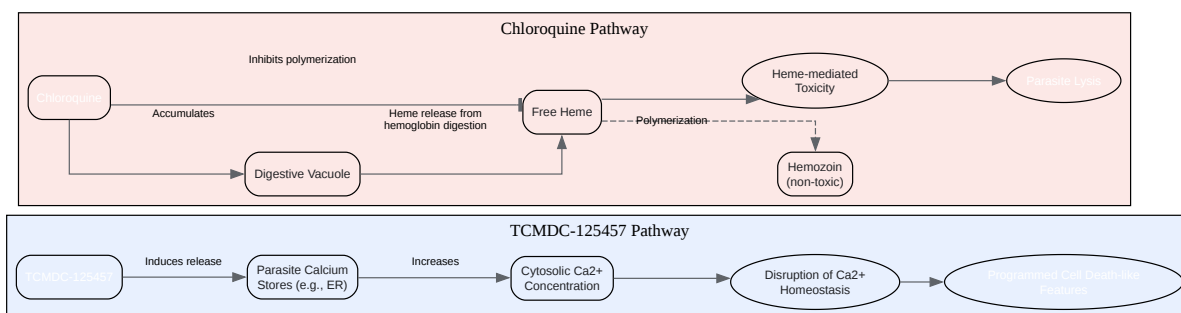 Chloroquine Pathway
Inhibits polymerization
Chloroquine
Accumulates
Heme release from
hemoglobin digestion
Free Heme
Heme-mediated
Toxicity
Parasite Lysis
Polymerization
Digestive Vacuole
Hemozoin
(non-toxic)
TCMDC-125457 Pathway
TCMDC-125457
Induces release
Parasite Calcium
Stores (e.g., ER)
Increases
Cytosolic Ca2+
Concentration
Disruption of Ca2+
Homeostasis
Programmed Cell Death-like
Features